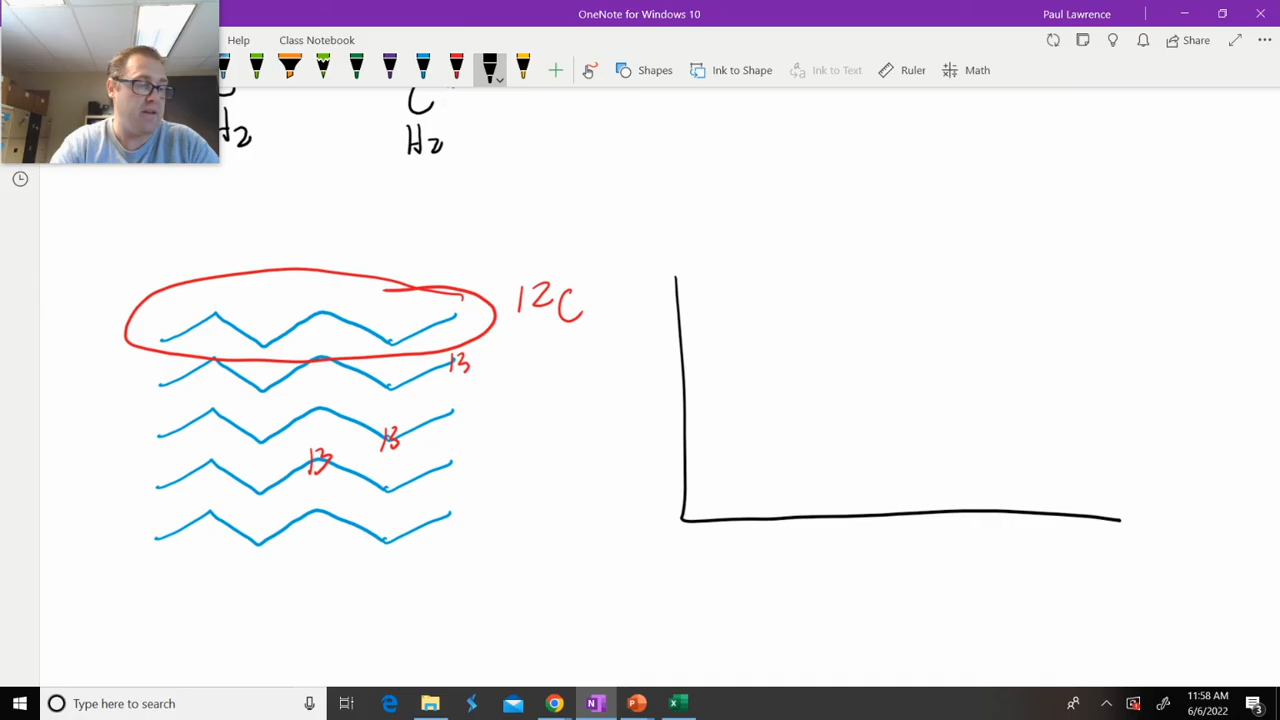 OneNote for Windows 10
Paul Lawrence
Help Class Notebook
Share
Shapes Ink to Shape Ink to Text Ruler Math
C
H2
C
H2
12C
13
13
13
Type here to search
11:58 AM
6/6/2022
3